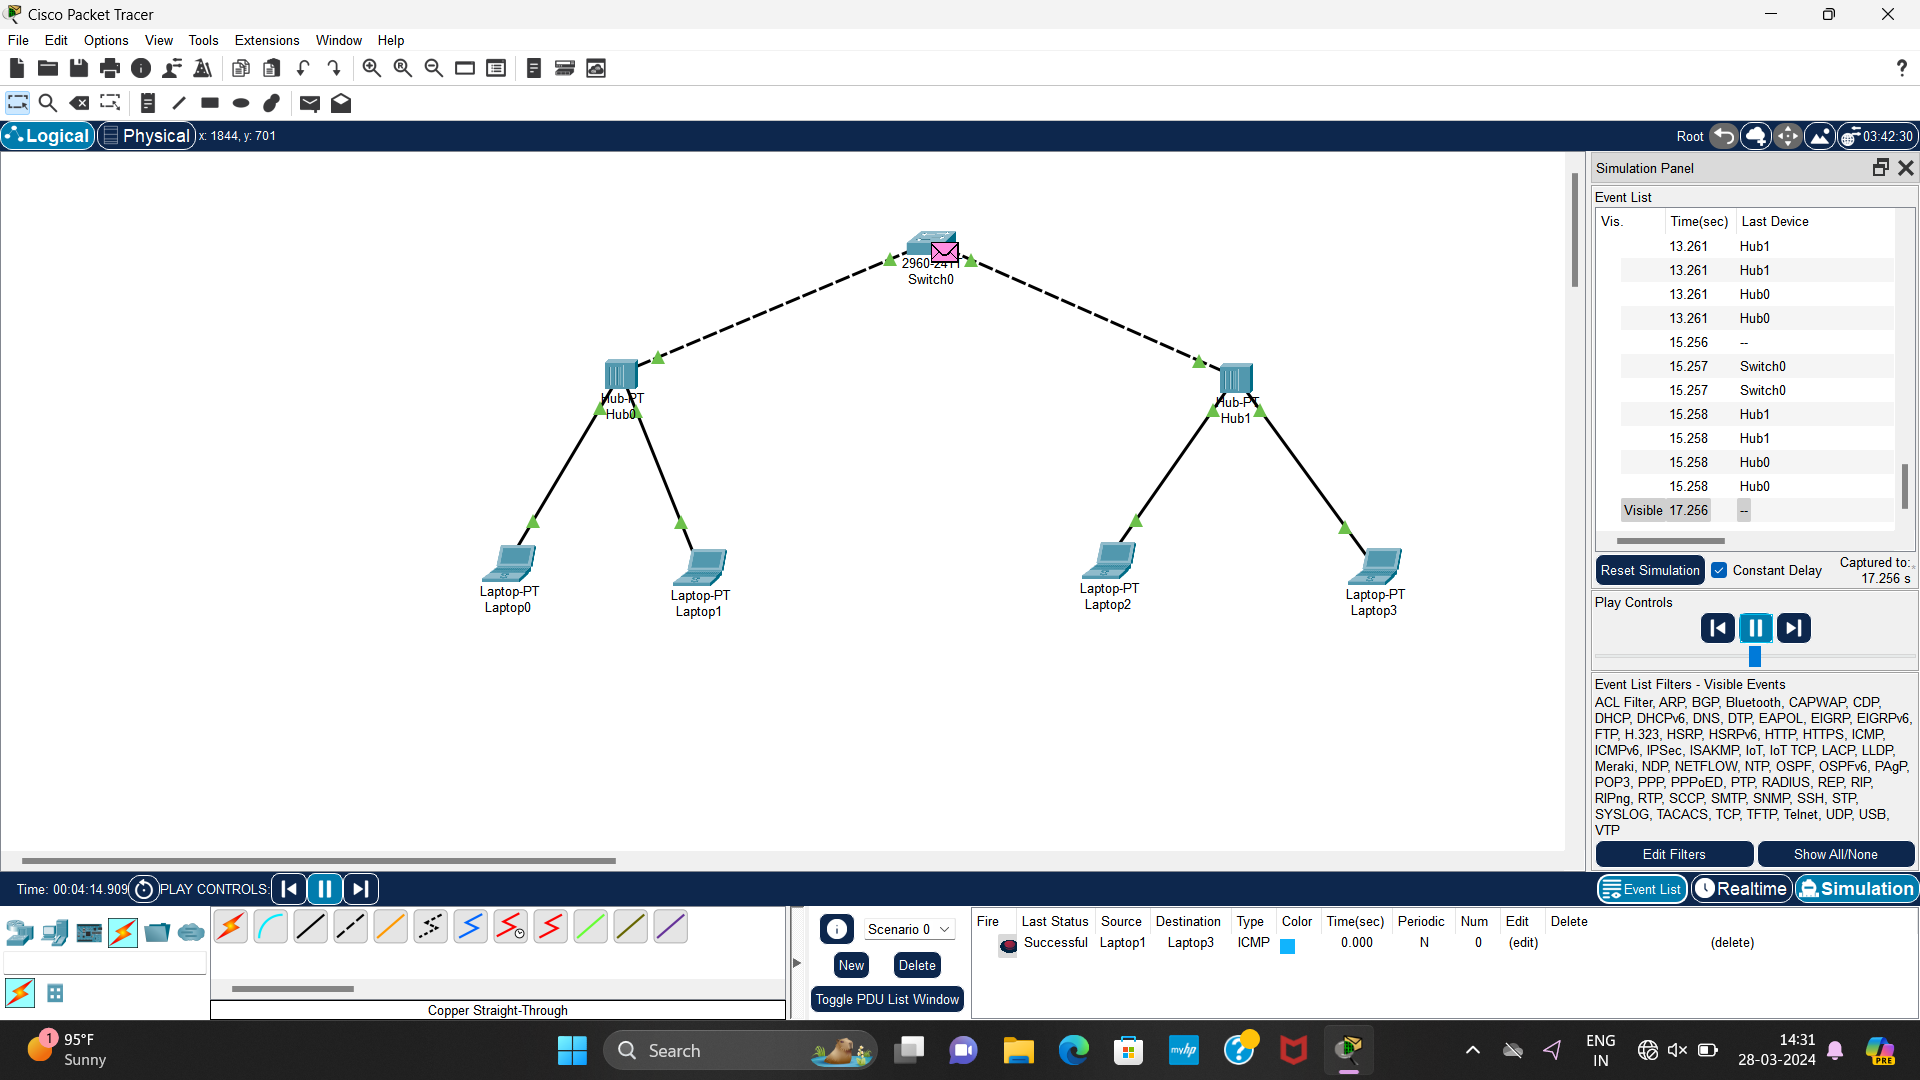 Cisco Packet Tracer
File Edit Options View Tools Extensions Window Help
Logical Physical x: 1844, y: 701
Root 03:42:30
2960-24TT
Switch0
Hub-PT
Hub0
Hub-PT
Hub1
Laptop-PT
Laptop0
Laptop-PT
Laptop1
Laptop-PT
Laptop2
Laptop-PT
Laptop3
Simulation Panel
Event List
Vis. Time(sec) Last Device
13.261 Hub1
13.261 Hub1
13.261 Hub0
13.261 Hub0
15.256 --
15.257 Switch0
15.257 Switch0
15.258 Hub1
15.258 Hub1
15.258 Hub0
15.258 Hub0
Visible 17.256 --
Reset Simulation Constant Delay Captured to:
17.256 s
Play Controls
Event List Filters - Visible Events
ACL Filter, ARP, BGP, Bluetooth, CAPWAP, CDP,
DHCP, DHCPv6, DNS, DTP, EAPOL, EIGRP, EIGRPv6,
FTP, H.323, HSRP, HSRPv6, HTTP, HTTPS, ICMP,
ICMPv6, IPSec, ISAKMP, IoT, IoT TCP, LACP, LLDP,
Meraki, NDP, NETFLOW, NTP, OSPF, OSPFv6, PAgP,
POP3, PPP, PPPoED, PTP, RADIUS, REP, RIP,
RIPng, RTP, SCCP, SMTP, SNMP, SSH, STP,
SYSLOG, TACACS, TCP, TFTP, Telnet, UDP, USB,
VTP
Edit Filters Show All/None
Time: 00:04:14.909 PLAY CONTROLS:
Event List Realtime Simulation
Copper Straight-Through
Scenario 0
New Delete
Toggle PDU List Window
Fire Last Status Source Destination Type Color Time(sec) Periodic Num Edit Delete
Successful Laptop1 Laptop3 ICMP 0.000 N 0 (edit) (delete)
1
95°F
Sunny
Search
myhp
ENG
IN
14:31
28-03-2024
PRE